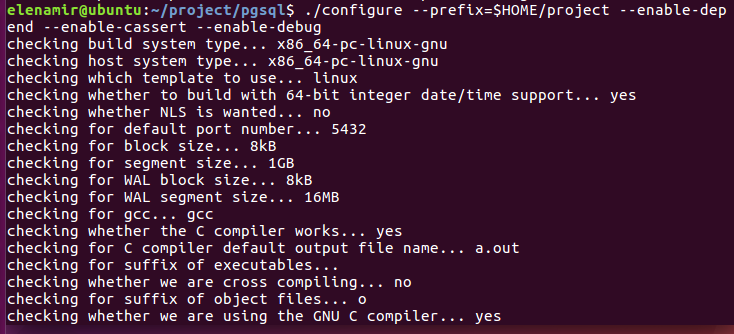 elenamir@ubuntu:~/project/pgsql$ ./configure --prefix=$HOME/project --enable-dep
end --enable-cassert --enable-debug
checking build system type... x86_64-pc-linux-gnu
checking host system type... x86_64-pc-linux-gnu
checking which template to use... linux
checking whether to build with 64-bit integer date/time support... yes
checking whether NLS is wanted... no
checking for default port number... 5432
checking for block size... 8kB
checking for segment size... 1GB
checking for WAL block size... 8kB
checking for WAL segment size... 16MB
checking for gcc... gcc
checking whether the C compiler works... yes
checking for C compiler default output file name... a.out
checking for suffix of executables...
checking whether we are cross compiling... no
checking for suffix of object files... o
checking whether we are using the GNU C compiler... yes